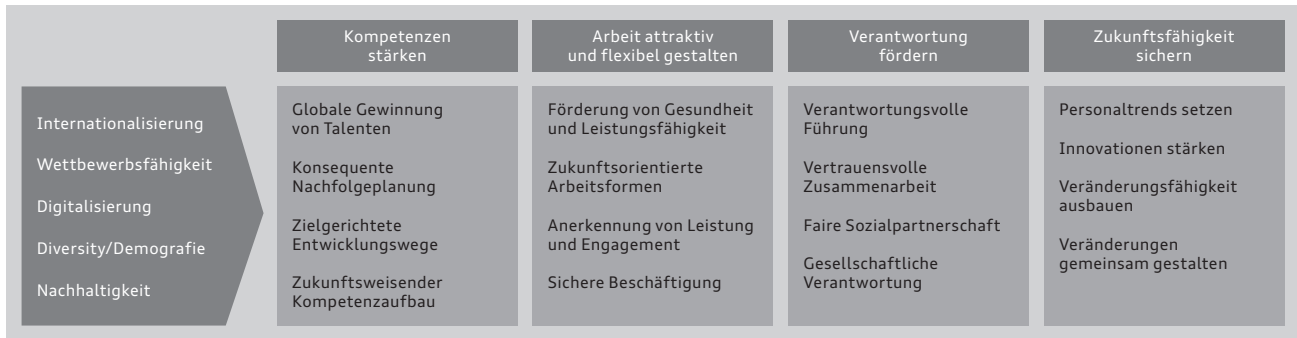 Kompetenzen
stärken
Arbeit attraktiv
und flexibel gestalten
Verantwortung
fördern
Zukunftsfähigkeit
sichern
Internationalisierung
Wettbewerbsfähigkeit
Digitalisierung
Diversity/Demografie
Nachhaltigkeit
Globale Gewinnung
von Talenten
Konsequente
Nachfolgeplanung
Zielgerichtete
Entwicklungswege
Zukunftsweisender
Kompetenzaufbau
Förderung von Gesundheit
und Leistungsfähigkeit
Zukunftsorientierte
Arbeitsformen
Anerkennung von Leistung
und Engagement
Sichere Beschäftigung
Verantwortungsvolle
Führung
Vertrauensvolle
Zusammenarbeit
Faire Sozialpartnerschaft
Gesellschaftliche
Verantwortung
Personaltrends setzen
Innovationen stärken
Veränderungsfähigkeit
ausbauen
Veränderungen
gemeinsam gestalten